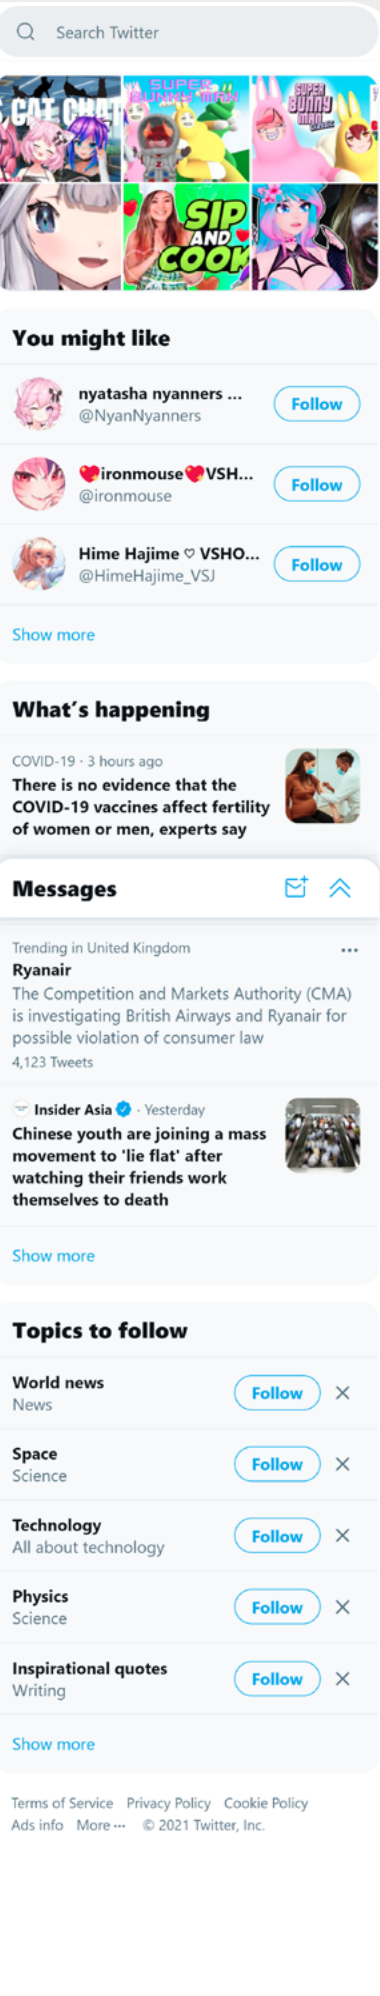 Search Twitter
CAT CHAT
SUPER
BUNNY MAN
SUPER
BUNNY
MAN
SIP
AND
COOK
You might like
nyatasha nyanners ...
@NyanNyanners
Follow
💖ironmouse💖VSH...
@ironmouse
Follow
Hime Hajime ♡ VSHO...
@HimeHajime_VSJ
Follow
Show more
What's happening
COVID-19 · 3 hours ago
There is no evidence that the
COVID-19 vaccines affect fertility
of women or men, experts say
Messages
Trending in United Kingdom
Ryanair
The Competition and Markets Authority (CMA)
is investigating British Airways and Ryanair for
possible violation of consumer law
4,123 Tweets
Insider Asia · Yesterday
Chinese youth are joining a mass
movement to 'lie flat' after
watching their friends work
themselves to death
Show more
Topics to follow
World news
News
Follow
Space
Science
Follow
Technology
All about technology
Follow
Physics
Science
Follow
Inspirational quotes
Writing
Follow
Show more
Terms of Service Privacy Policy Cookie Policy
Ads info More ··· © 2021 Twitter, Inc.